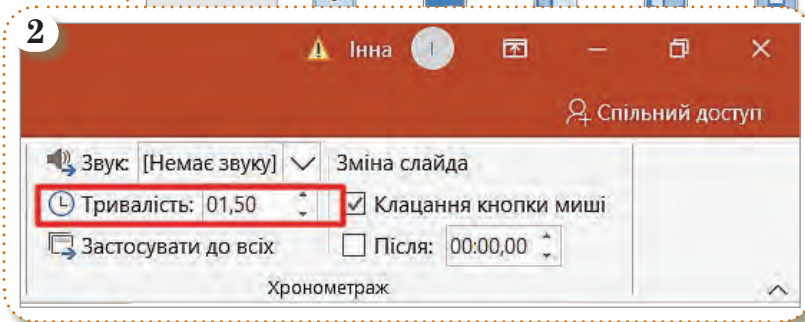 2
Інна І
Спільний доступ
Звук: [Немає звуку] Зміна слайда
Тривалість: 01,50 Клацання кнопки миші
Застосувати до всіх Після: 00:00,00
Хронометраж